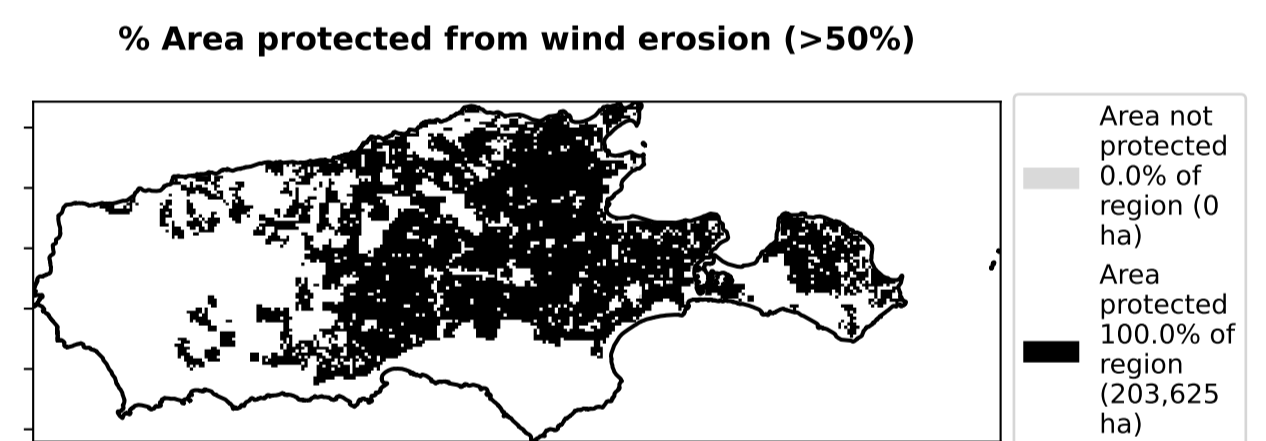 % Area protected from wind erosion (>50%)
Area not
protected
0.0% of
region (0
ha)
Area
protected
100.0% of
region
(203,625
ha)